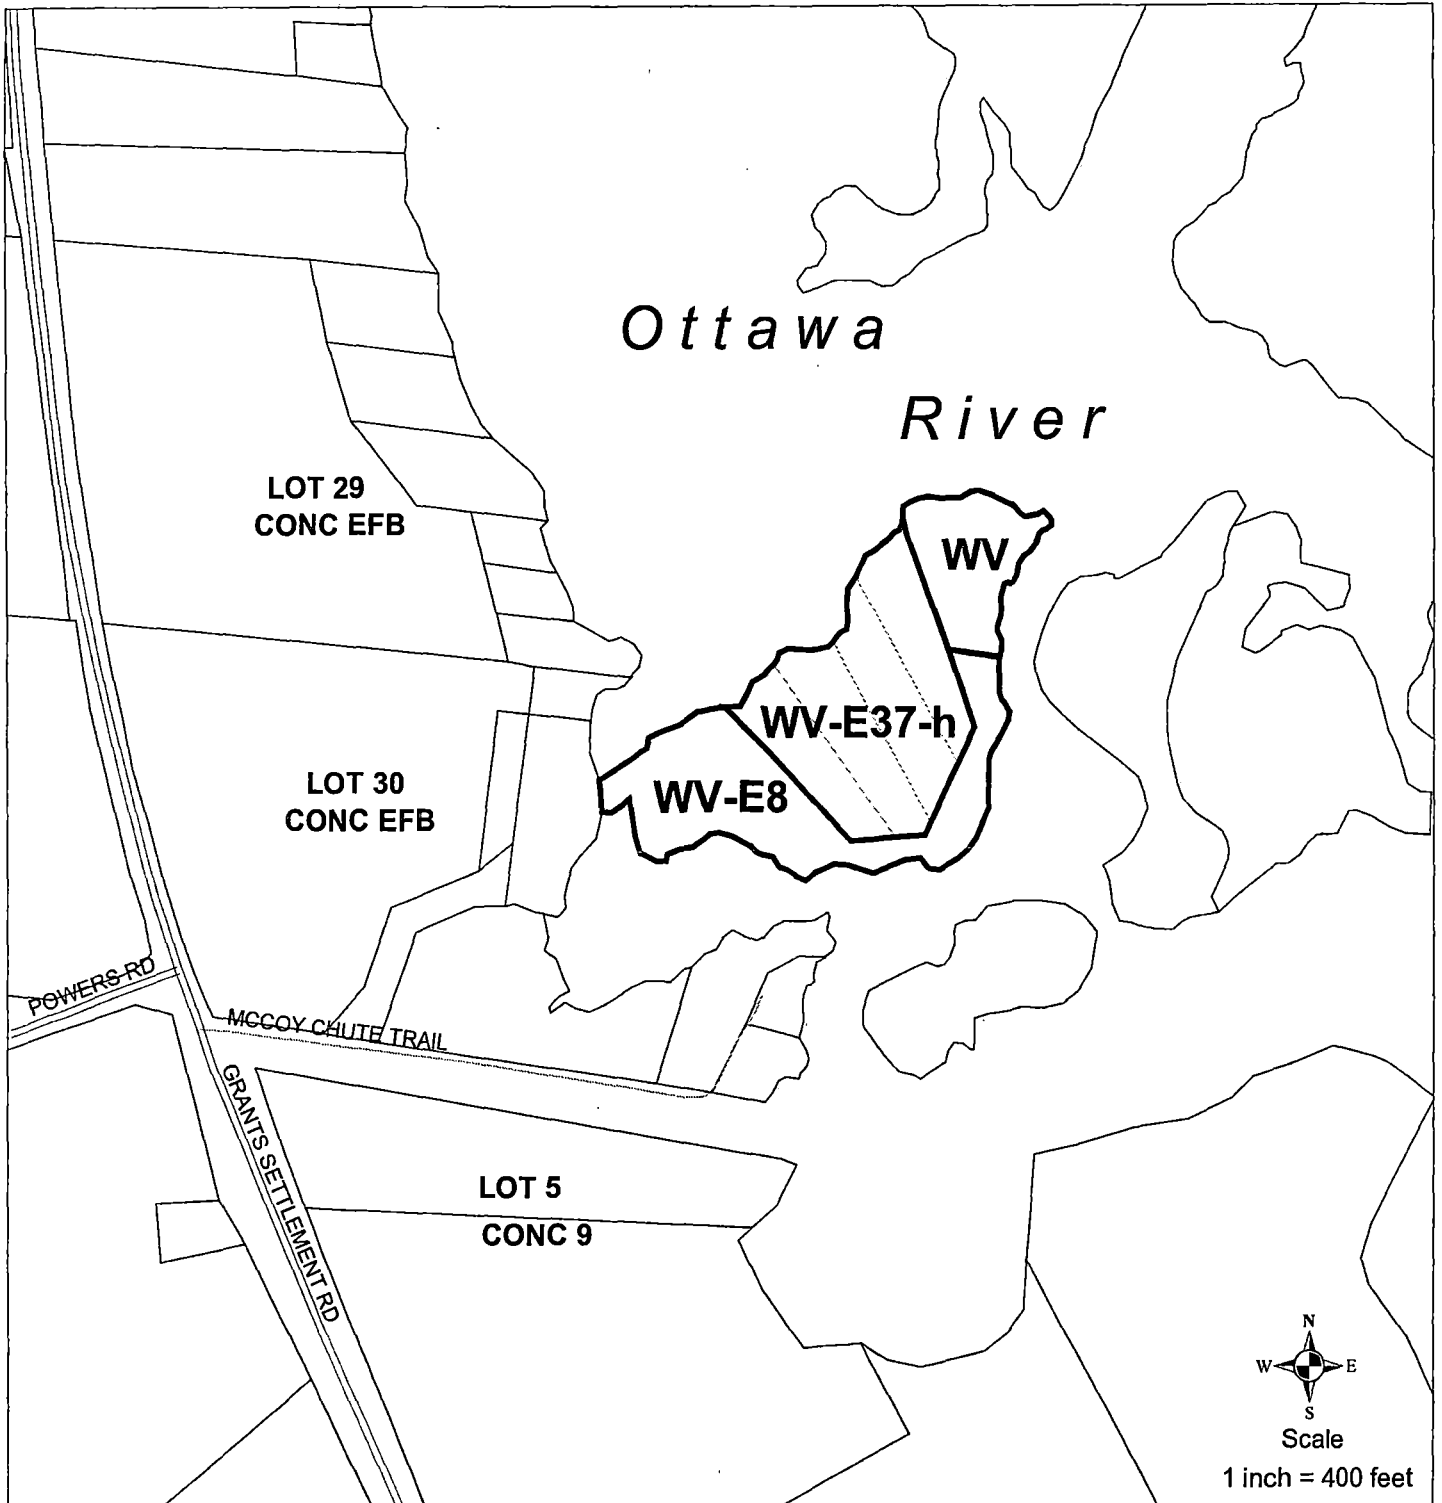 Ottawa
River
LOT 29
CONC EFB
WV
WV-E37-h
WV-E8
LOT 30
CONC EFB
POWERS RD
MCCOY CHUTE TRAIL
GRANTS SETTLEMENT RD
LOT 5
CONC 9
N
W E
S
Scale
1 inch = 400 feet